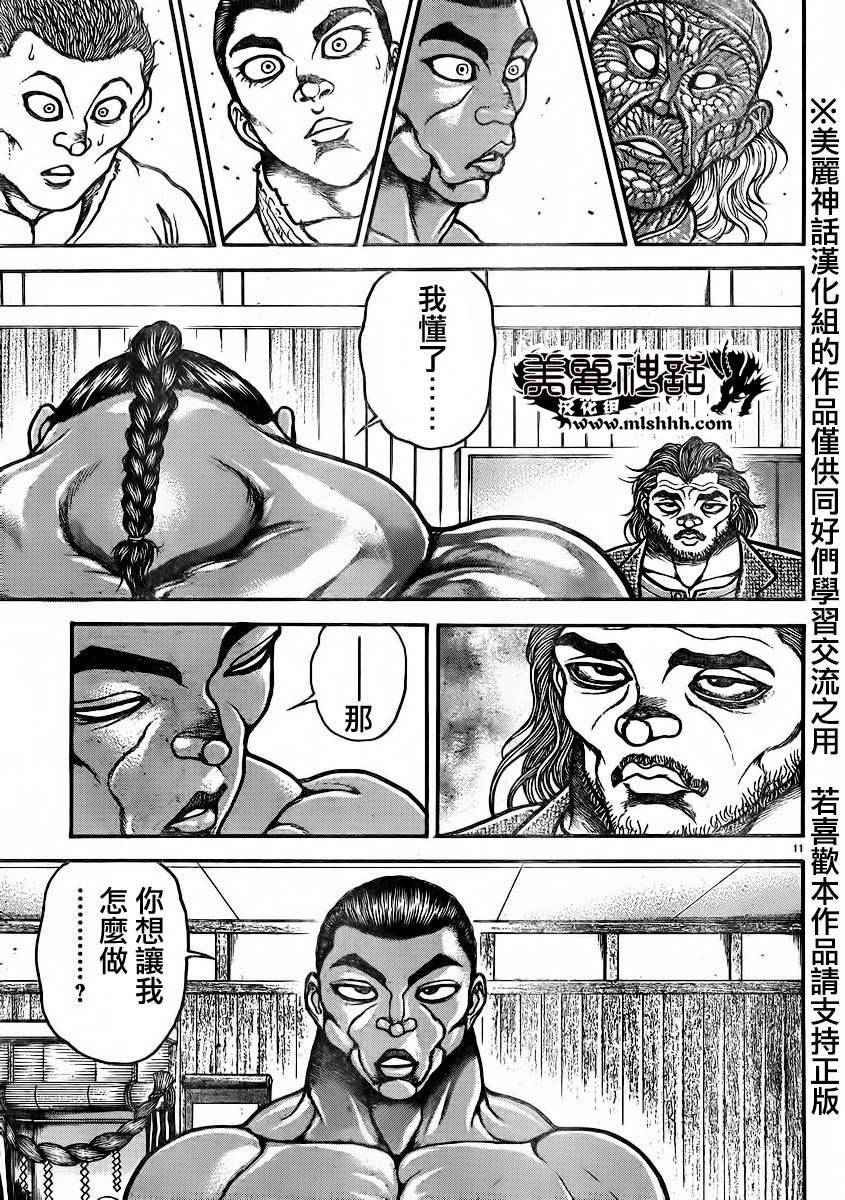 ※美麗神話漢化組的作品僅供同好們學習交流之用 若喜歡本作品請支持正版
我懂了……
美麗神話
汉化组
www.mlshhh.com
──那
11
你想讓我
怎麼做
………?